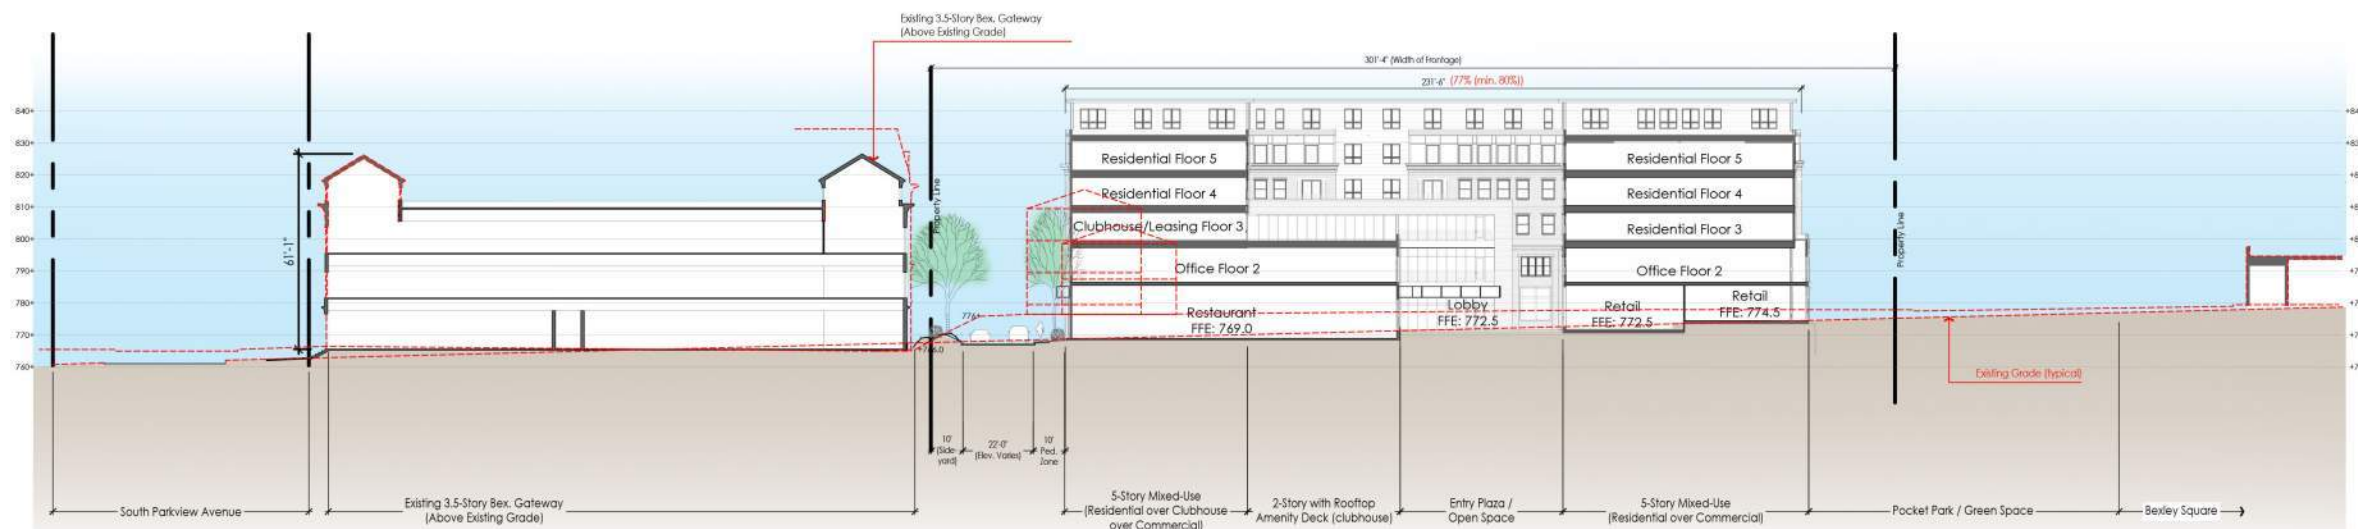 Existing 3.5-Story Bex. Gateway
(Above Existing Grade)
301'-4" (Width of Frontage)
231'-6" (77% (min. 80%))
840+
830+
820+
810+
800+
790+
780+
770+
760+
61'-1"
Property Line
Property Line
Residential Floor 5
Residential Floor 4
Clubhouse/Leasing Floor 3
Office Floor 2
Restaurant
FFE: 769.0
Lobby
FFE: 772.5
Residential Floor 5
Residential Floor 4
Residential Floor 3
Office Floor 2
Retail
FFE: 772.5
Retail
FFE: 774.5
+766.0
Existing Grade (typical)
10'
(Side-
yard)
22'-0"
(Elev. Varies)
10'
Ped.
Zone
South Parkview Avenue
Existing 3.5-Story Bex. Gateway
(Above Existing Grade)
5-Story Mixed-Use
(Residential over Clubhouse
over Commercial)
2-Story with Rooftop
Amenity Deck (clubhouse)
Entry Plaza /
Open Space
5-Story Mixed-Use
(Residential over Commercial)
Pocket Park / Green Space
Bexley Square